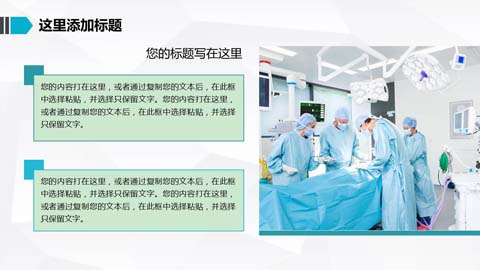 这里添加标题
您的标题写在这里
您的内容打在这里，或者通过复制您的文本后，在此框
中选择粘贴，并选择只保留文字。您的内容打在这里，
或者通过复制您的文本后，在此框中选择粘贴，并选择
只保留文字。
您的内容打在这里，或者通过复制您的文本后，在此框
中选择粘贴，并选择只保留文字。您的内容打在这里，
或者通过复制您的文本后，在此框中选择粘贴，并选择
只保留文字。